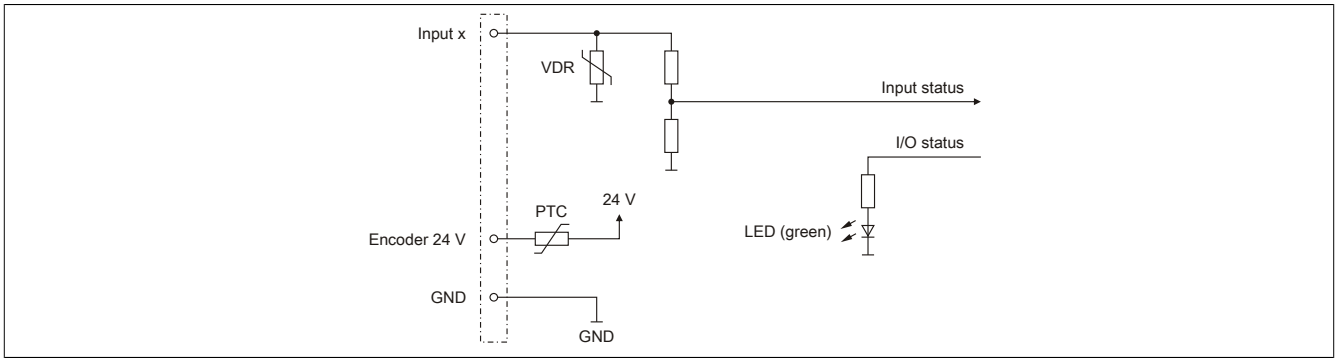 Input x
VDR
Input status
I/O status
24 V
PTC
Encoder 24 V
LED (green)
GND
GND